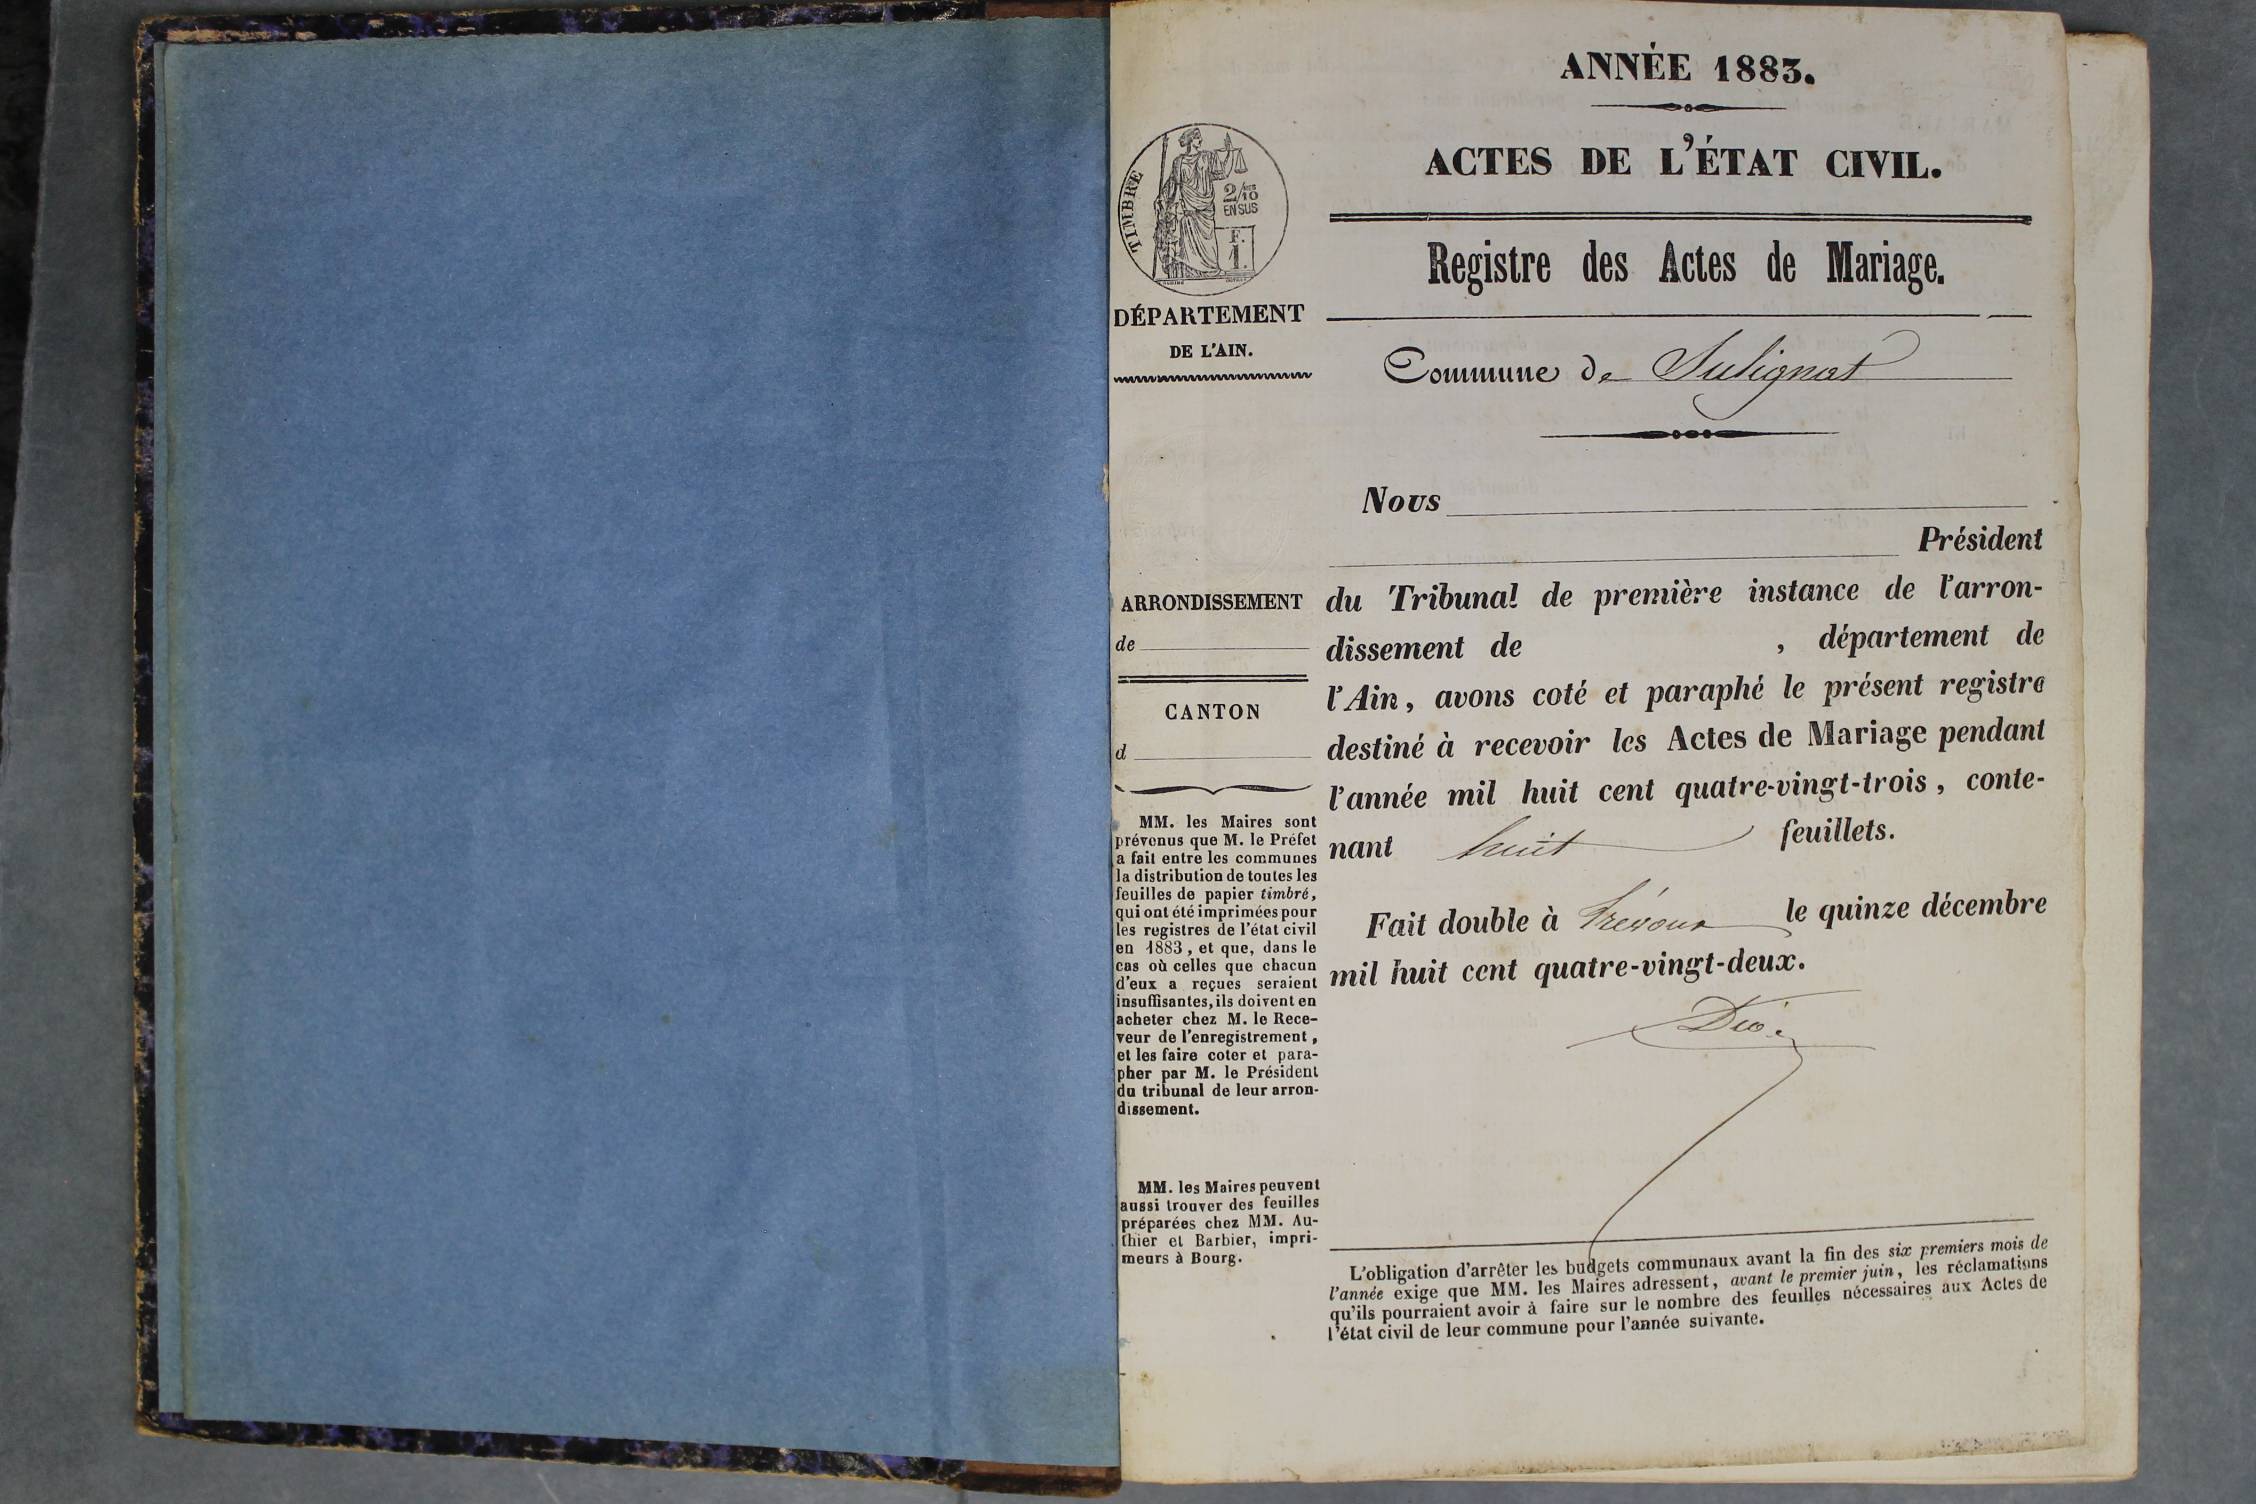 ANNÉE 1883.
ACTES DE L'ÉTAT CIVIL.
Registre des Actes de Mariage.
Commune de Sulignat
TIMBRE
2/10
EN SUS
F.
1.
DÉPARTEMENT
DE L'AIN.
ARRONDISSEMENT
de
CANTON
d
MM. les Maires sont
prévenus que M. le Préfet
a fait entre les communes
la distribution de toutes les
feuilles de papier timbré,
qui ont été imprimées pour
les registres de l'état civil
en 1883, et que, dans le
cas où celles que chacun
d'eux a reçues seraient
insuffisantes, ils doivent en
acheter chez M. le Rece-
veur de l'enregistrement,
et les faire coter et para-
pher par M. le Président
du tribunal de leur arron-
dissement.
MM. les Maires peuvent
aussi trouver des feuilles
préparées chez MM. Au-
thier et Barbier, impri-
meurs à Bourg.
Nous
Président
du Tribunal de première instance de l'arron-
dissement de , département de
l'Ain, avons coté et paraphé le présent registre
destiné à recevoir les Actes de Mariage pendant
l'année mil huit cent quatre-vingt-trois, conte-
nant huit feuillets.
Fait double à Trévoux le quinze décembre
mil huit cent quatre-vingt-deux.
L'obligation d'arrêter les budgets communaux avant la fin des six premiers mois de
l'année exige que MM. les Maires adressent, avant le premier juin, les réclamations
qu'ils pourraient avoir à faire sur le nombre des feuilles nécessaires aux Actes de
l'état civil de leur commune pour l'année suivante.